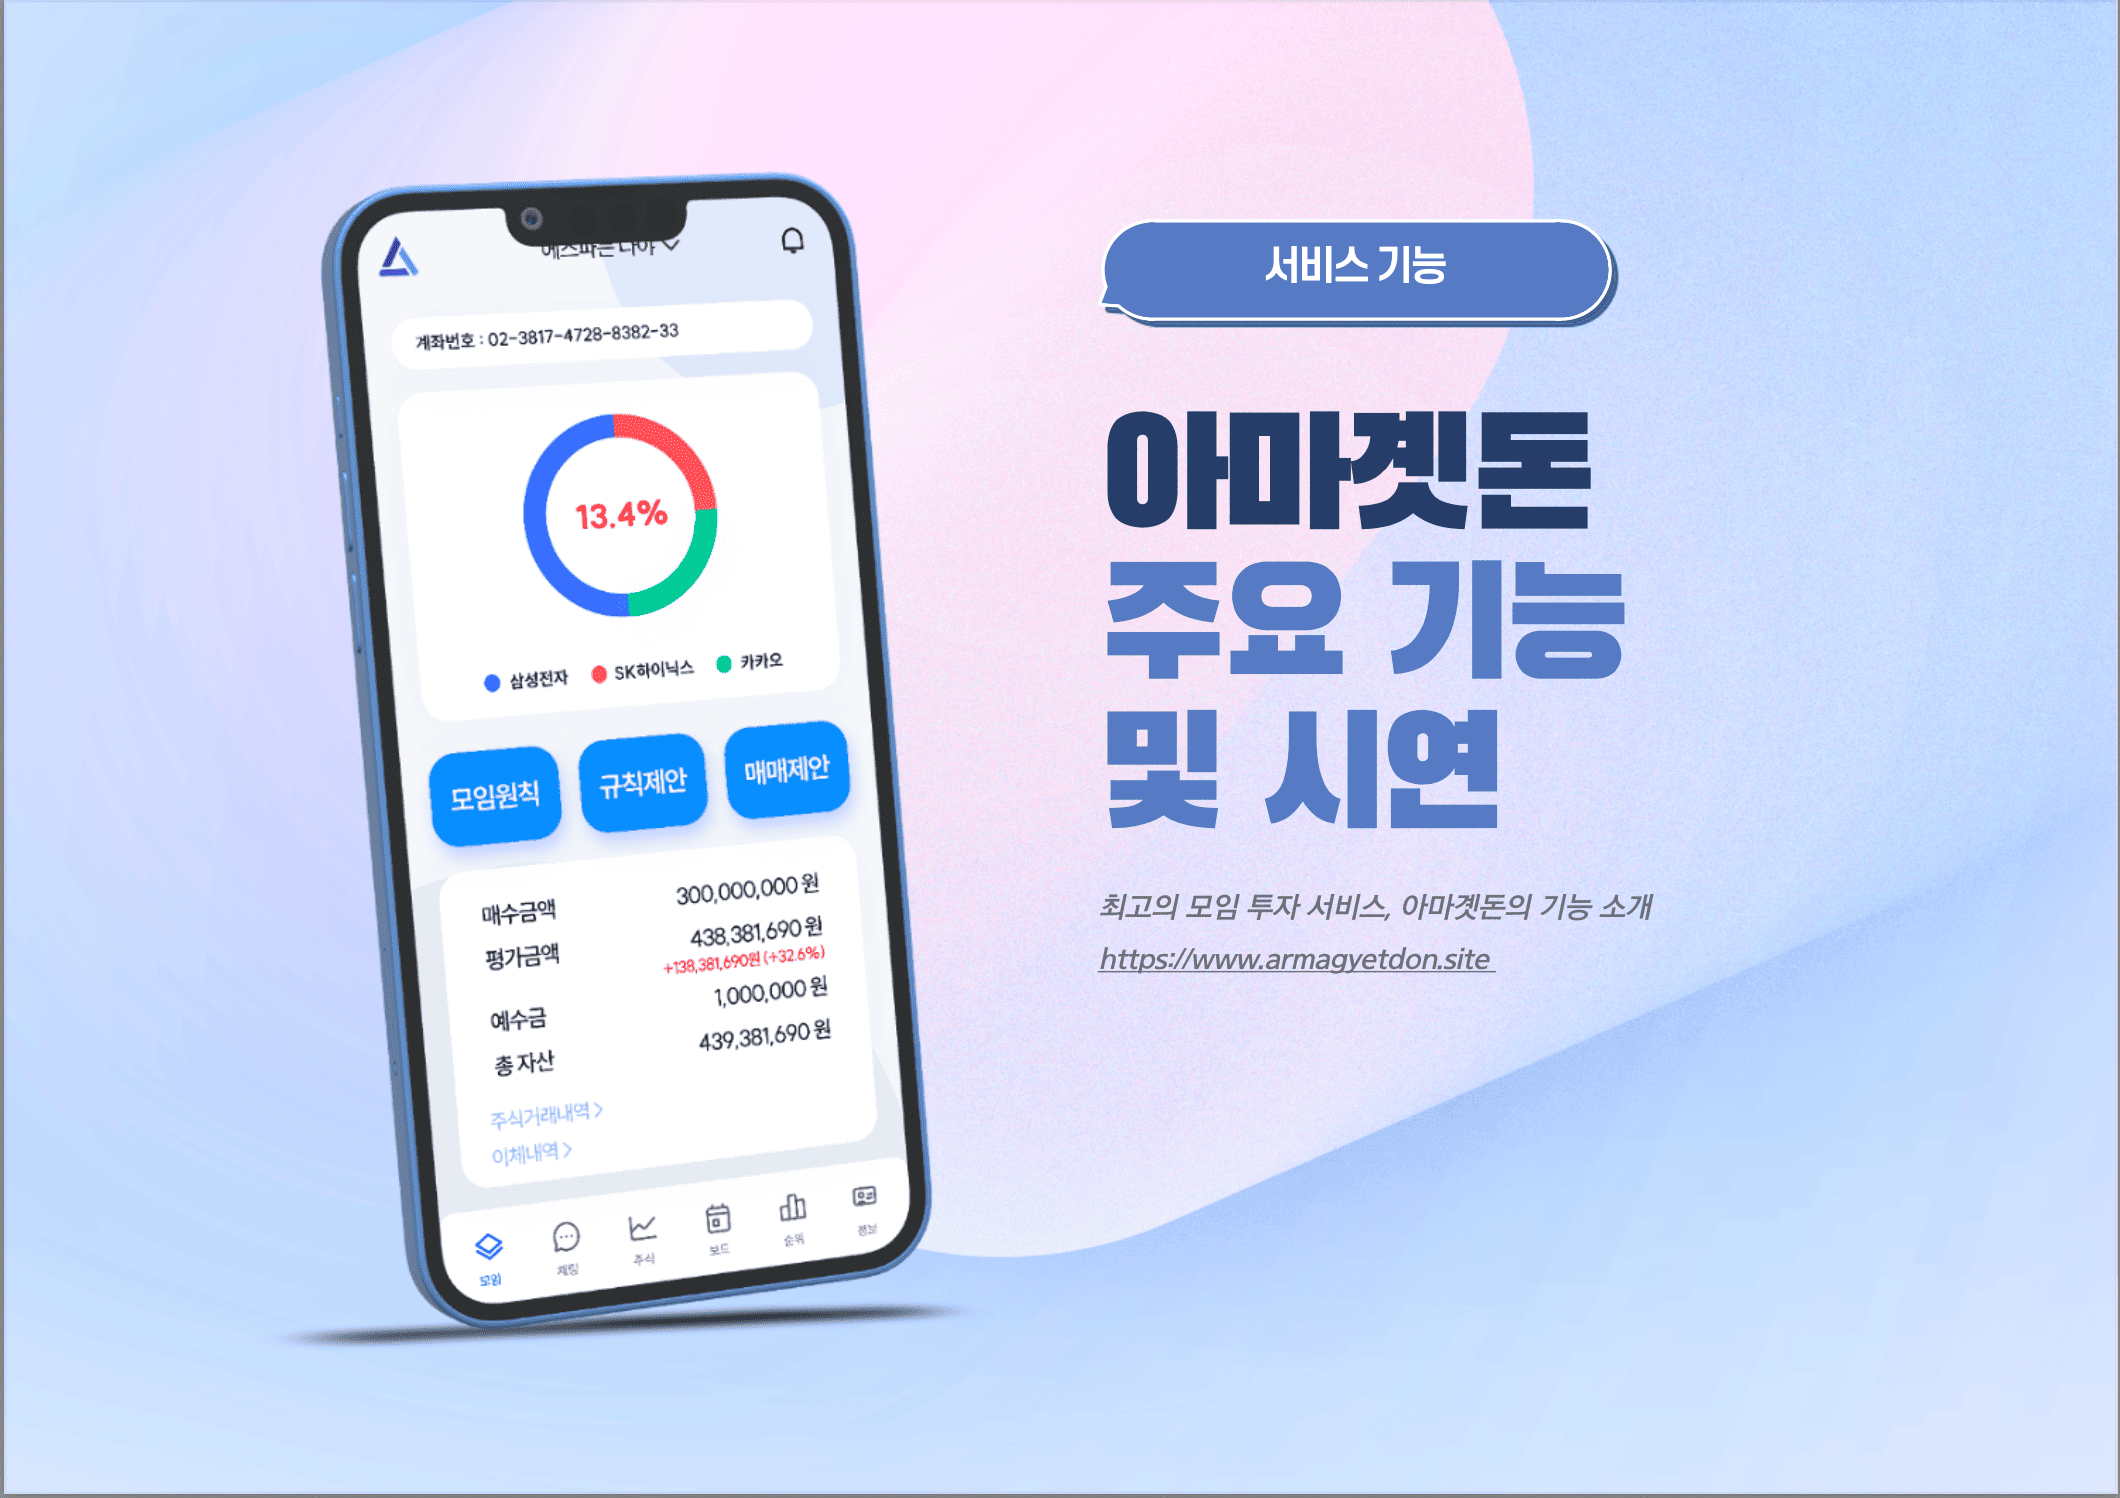 계좌번호 : 02-3817-4728-8382-33
13.4%
삼성전자 SK하이닉스 카카오
모임원칙 규칙제안 매매제안
매수금액 300,000,000 원
평가금액 438,381,690 원
+138,381,690원 (+32.6%)
예수금 1,000,000 원
총 자산 439,381,690 원
주식거래내역 >
이체내역 >
모임 채팅 주식 보드 순위 정보
서비스 기능
아마곗돈
주요 기능
및 시연
최고의 모임 투자 서비스, 아마곗돈의 기능 소개
https://www.armagyetdon.site